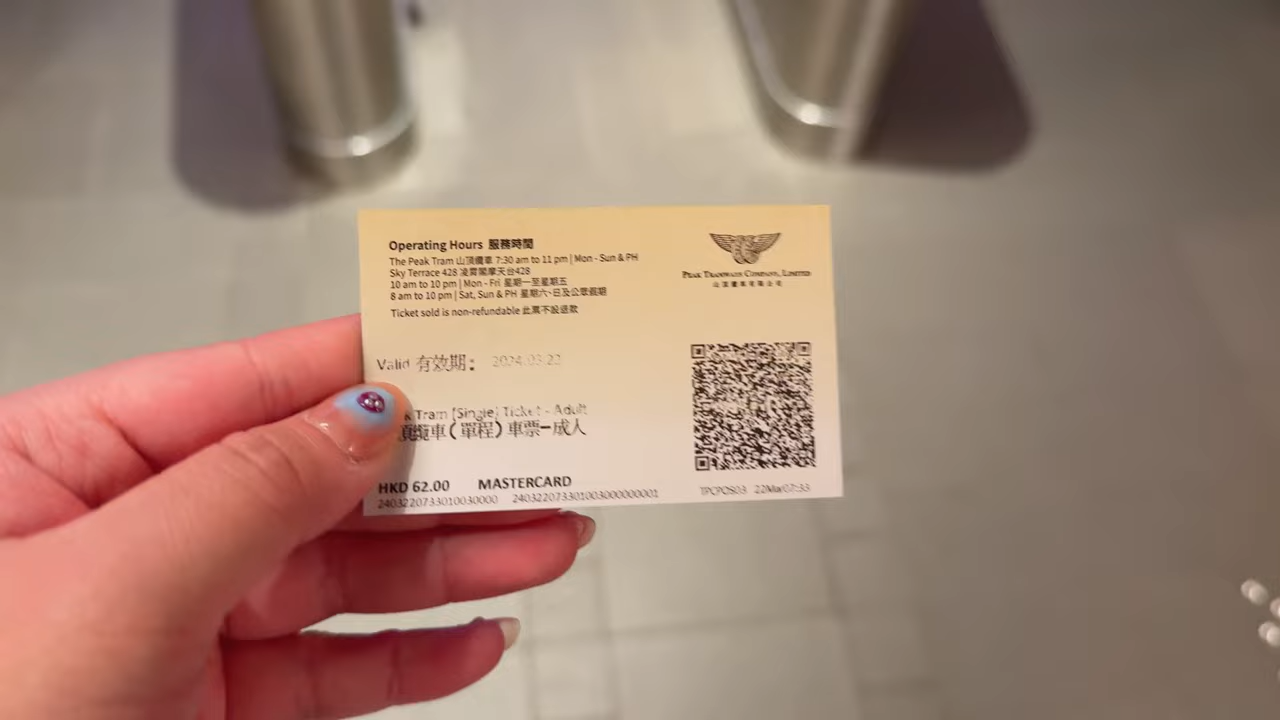 Operating Hours 服務時間
The Peak Tram 山頂纜車 7:30 am to 11 pm | Mon - Sun & PH
Sky Terrace 428 凌霄閣摩天台428
10 am to 10 pm | Mon - Fri 星期一至星期五
8 am to 10 pm | Sat, Sun & PH 星期六、日及公眾假期
Ticket sold is non-refundable 此票不設退款
PEAK TRAMWAYS COMPANY, LIMITED
山頂纜車有限公司
Valid 有效期: 2024.03.22
k Tram (Single) Ticket - Adult
頂纜車(單程)車票-成人
HKD 62.00 MASTERCARD
2403220733010030000 240322073301003000000001
TPCPOS03 22Mar07:33